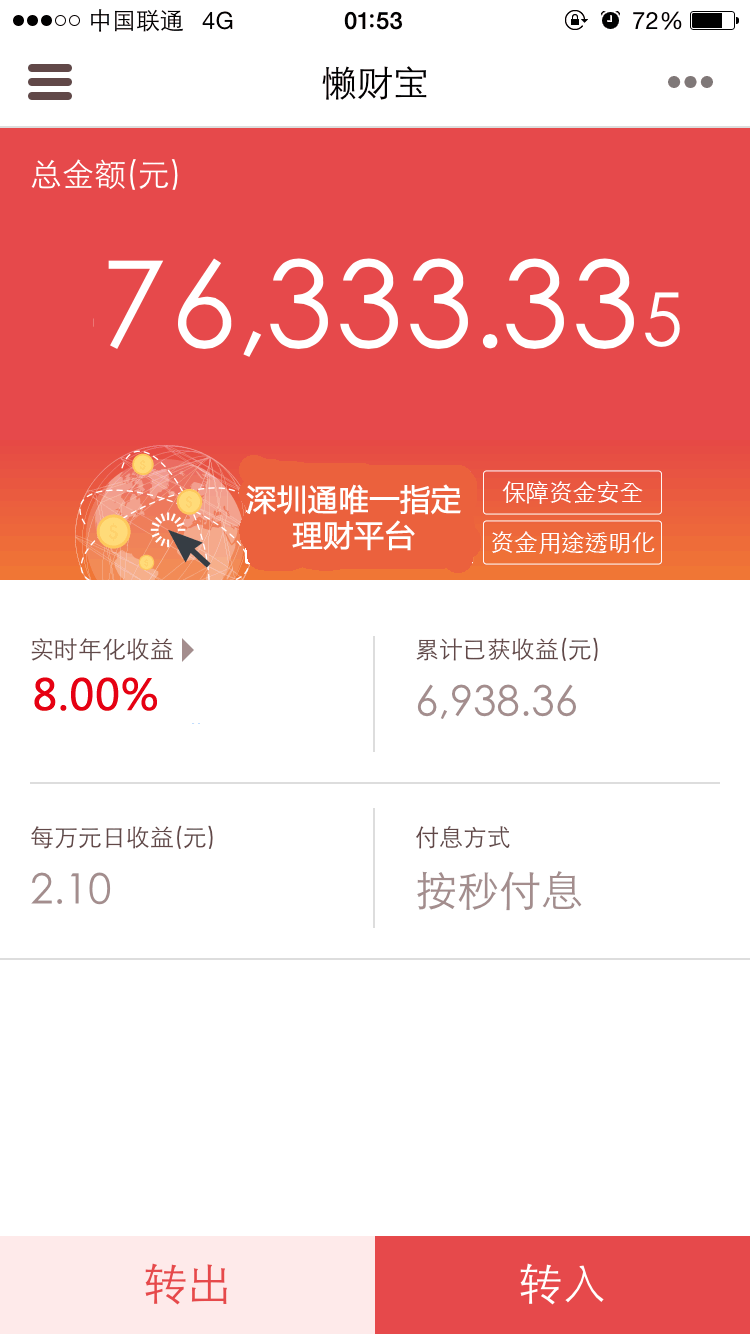 中国联通 4G 01:53 72%
懒财宝
总金额(元)
76,333.335
深圳通唯一指定
理财平台
保障资金安全
资金用途透明化
实时年化收益
8.00%
累计已获收益(元)
6,938.36
每万元日收益(元)
2.10
付息方式
按秒付息
转出
转入